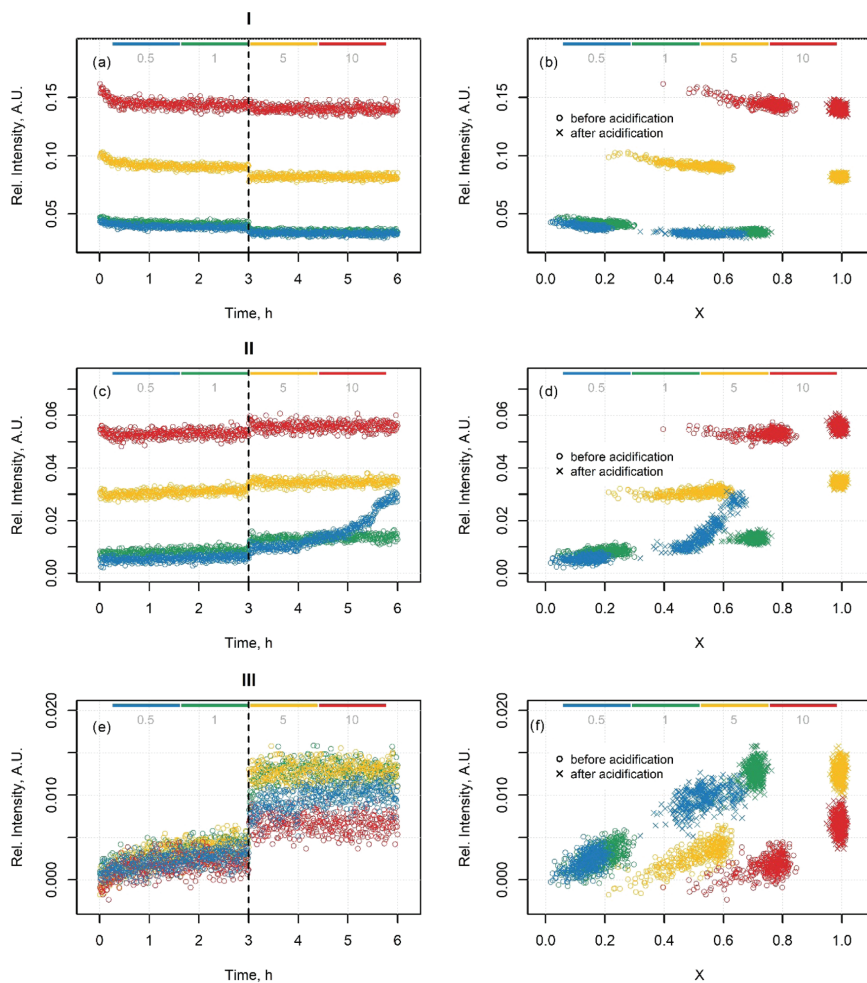 I
(a) 0.5 1 5 10
Rel. Intensity, A.U.
0.15
0.10
0.05
0 1 2 3 4 5 6
Time, h
(b) 0.5 1 5 10
Rel. Intensity, A.U.
0.15
0.10
0.05
before acidification
after acidification
0.0 0.2 0.4 0.6 0.8 1.0
X
II
(c) 0.5 1 5 10
Rel. Intensity, A.U.
0.06
0.04
0.02
0.00
0 1 2 3 4 5 6
Time, h
(d) 0.5 1 5 10
Rel. Intensity, A.U.
0.06
0.04
0.02
0.00
before acidification
after acidification
0.0 0.2 0.4 0.6 0.8 1.0
X
III
(e) 0.5 1 5 10
Rel. Intensity, A.U.
0.020
0.010
0.000
0 1 2 3 4 5 6
Time, h
(f) 0.5 1 5 10
Rel. Intensity, A.U.
0.020
0.010
0.000
before acidification
after acidification
0.0 0.2 0.4 0.6 0.8 1.0
X